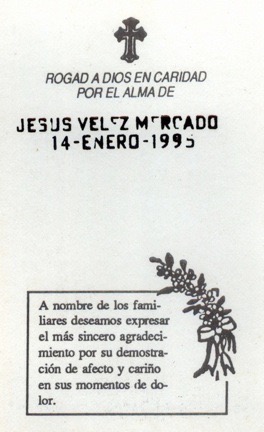 ROGAD A DIOS EN CARIDAD
POR EL ALMA DE
JESUS VELEZ MERCADO
14-ENERO-1995
A nombre de los fami-
liares deseamos expresar
el más sincero agradeci-
miento por su demostra-
ción de afecto y cariño
en sus momentos de do-
lor.